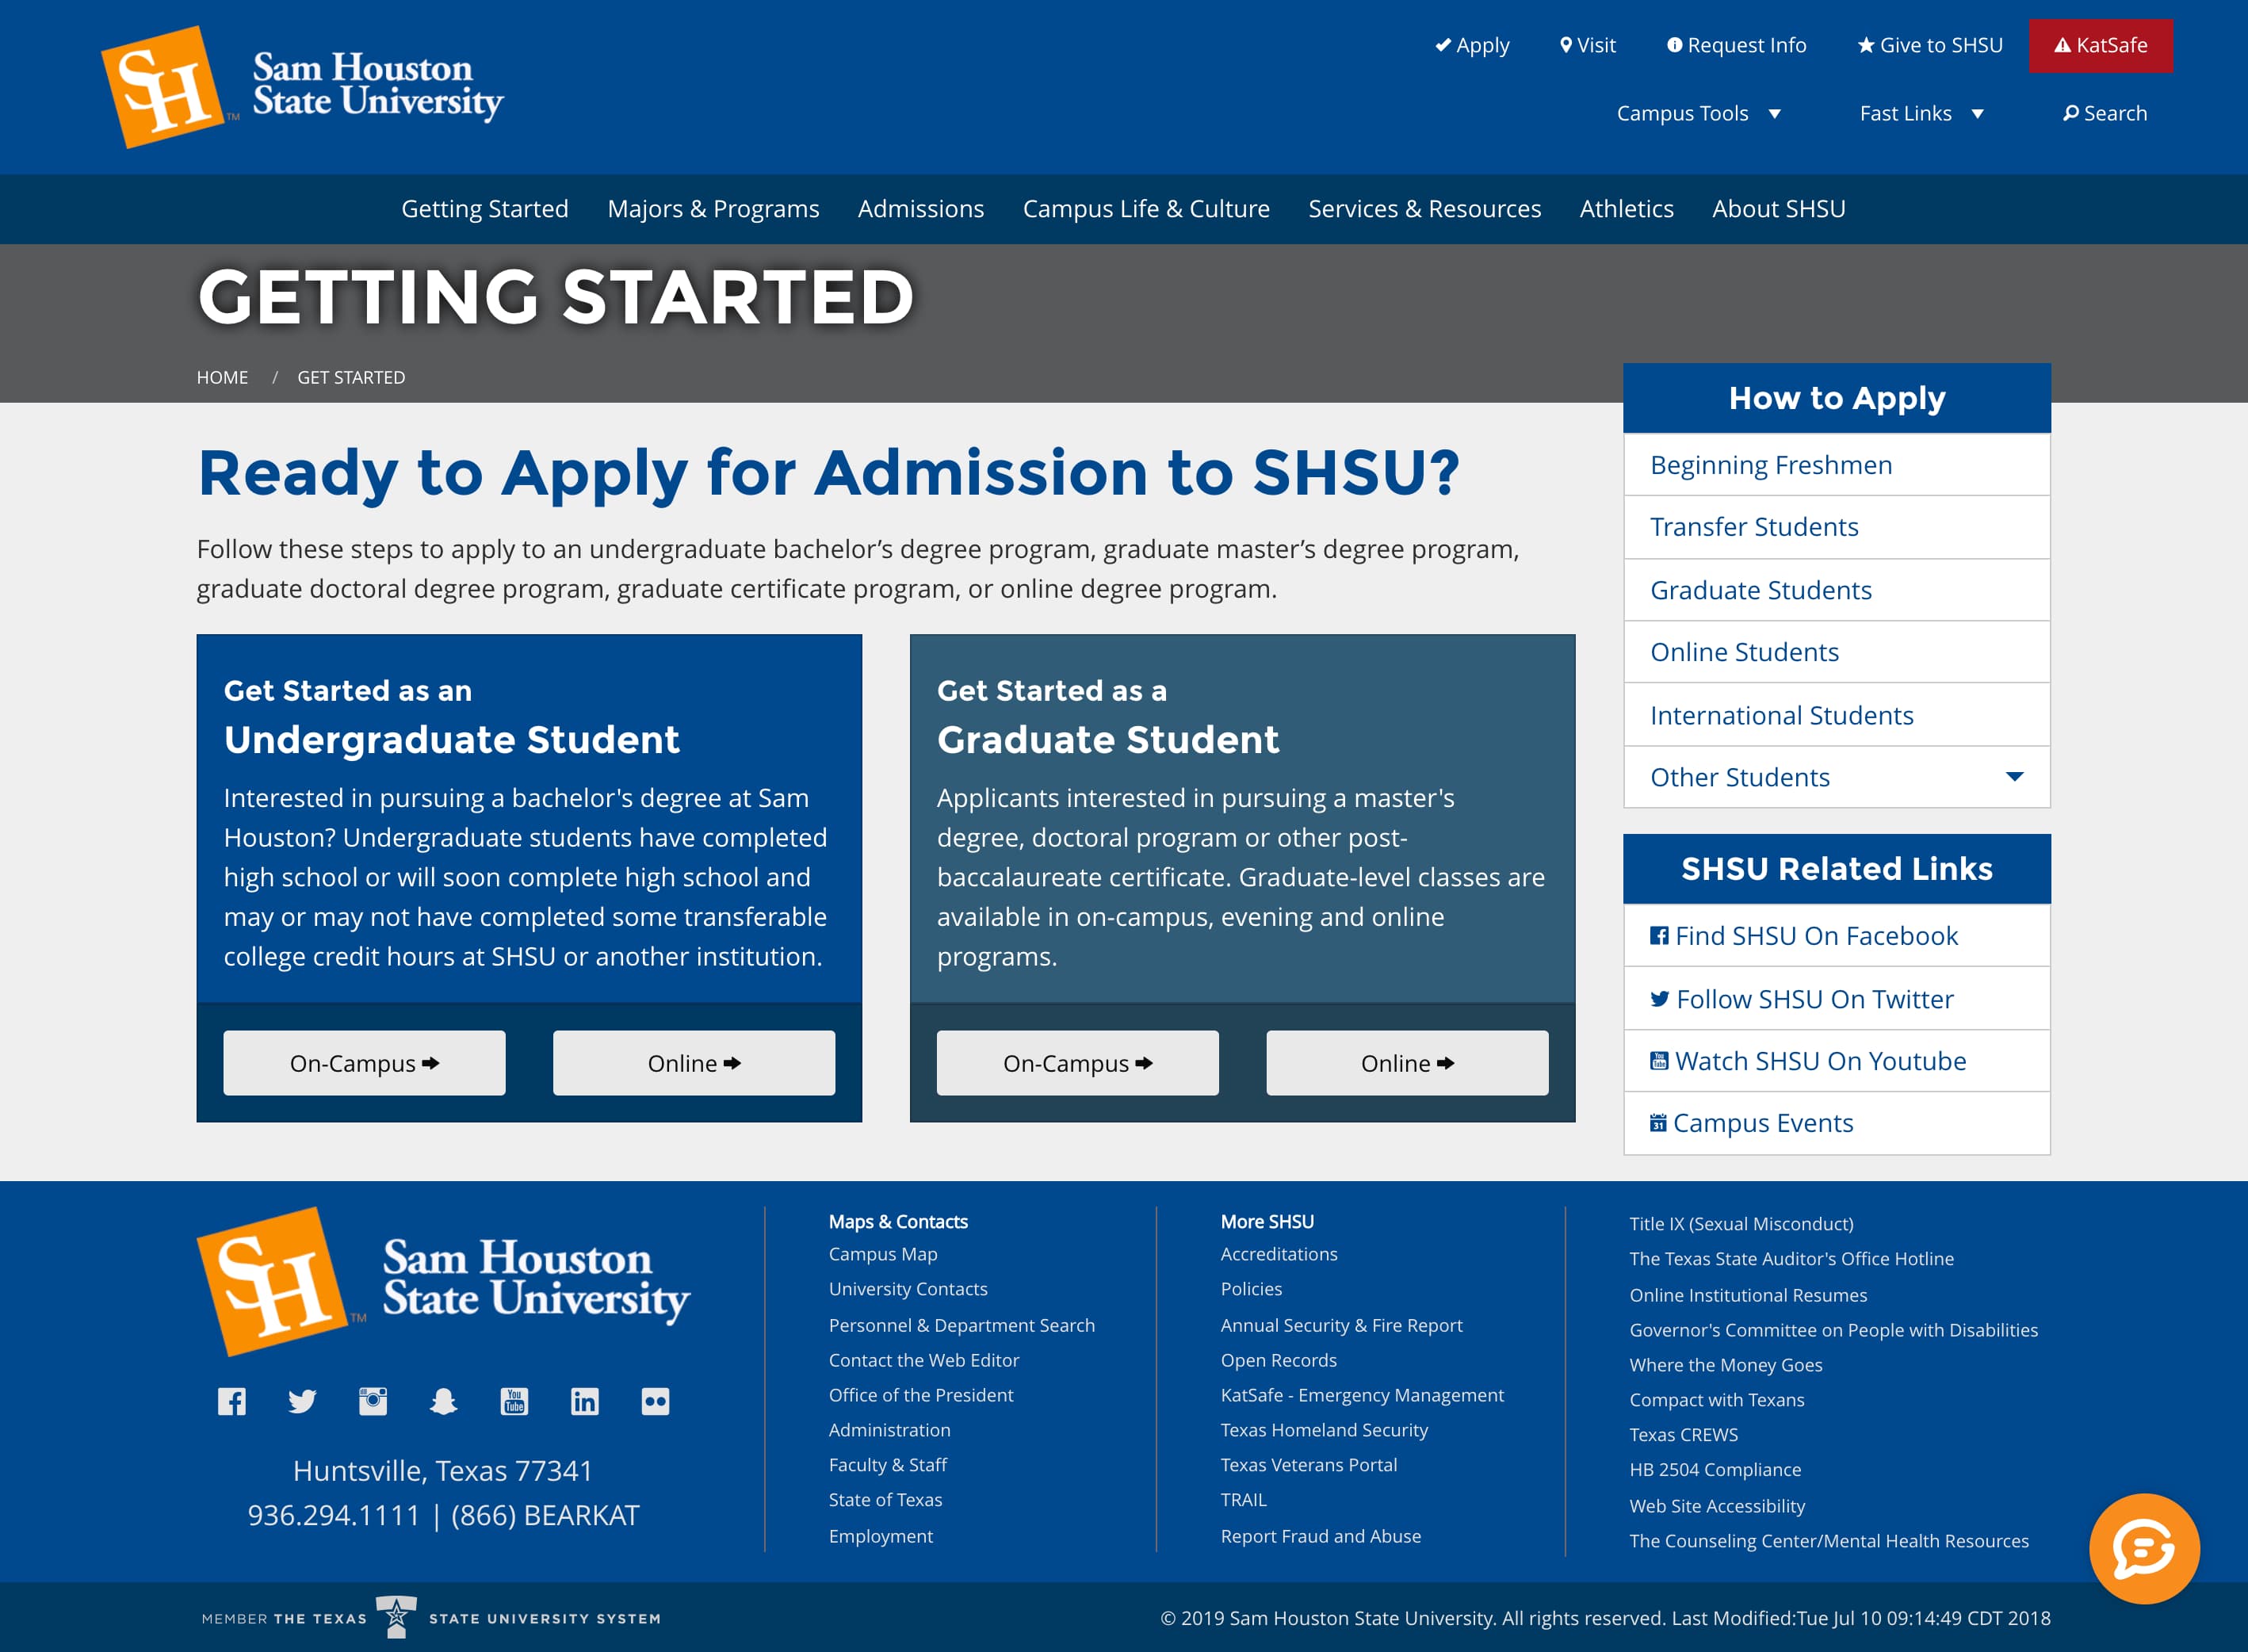 SH
TM
Sam Houston
State University
Apply
Visit
Request Info
Give to SHSU
KatSafe
Campus Tools
Fast Links
Search
Getting Started
Majors & Programs
Admissions
Campus Life & Culture
Services & Resources
Athletics
About SHSU
GETTING STARTED
HOME / GET STARTED
Ready to Apply for Admission to SHSU?
Follow these steps to apply to an undergraduate bachelor’s degree program, graduate master’s degree program,
graduate doctoral degree program, graduate certificate program, or online degree program.
Get Started as an
Undergraduate Student
Interested in pursuing a bachelor's degree at Sam
Houston? Undergraduate students have completed
high school or will soon complete high school and
may or may not have completed some transferable
college credit hours at SHSU or another institution.
On-Campus
Online
Get Started as a
Graduate Student
Applicants interested in pursuing a master's
degree, doctoral program or other post-
baccalaureate certificate. Graduate-level classes are
available in on-campus, evening and online
programs.
On-Campus
Online
How to Apply
Beginning Freshmen
Transfer Students
Graduate Students
Online Students
International Students
Other Students
SHSU Related Links
Find SHSU On Facebook
Follow SHSU On Twitter
You Tube
Watch SHSU On Youtube
31
Campus Events
SH
TM
Sam Houston
State University
You Tube
in
Huntsville, Texas 77341
936.294.1111 | (866) BEARKAT
Maps & Contacts
Campus Map
University Contacts
Personnel & Department Search
Contact the Web Editor
Office of the President
Administration
Faculty & Staff
State of Texas
Employment
More SHSU
Accreditations
Policies
Annual Security & Fire Report
Open Records
KatSafe - Emergency Management
Texas Homeland Security
Texas Veterans Portal
TRAIL
Report Fraud and Abuse
Title IX (Sexual Misconduct)
The Texas State Auditor's Office Hotline
Online Institutional Resumes
Governor's Committee on People with Disabilities
Where the Money Goes
Compact with Texans
Texas CREWS
HB 2504 Compliance
Web Site Accessibility
The Counseling Center/Mental Health Resources
MEMBER THE TEXAS STATE UNIVERSITY SYSTEM
© 2019 Sam Houston State University. All rights reserved. Last Modified:Tue Jul 10 09:14:49 CDT 2018